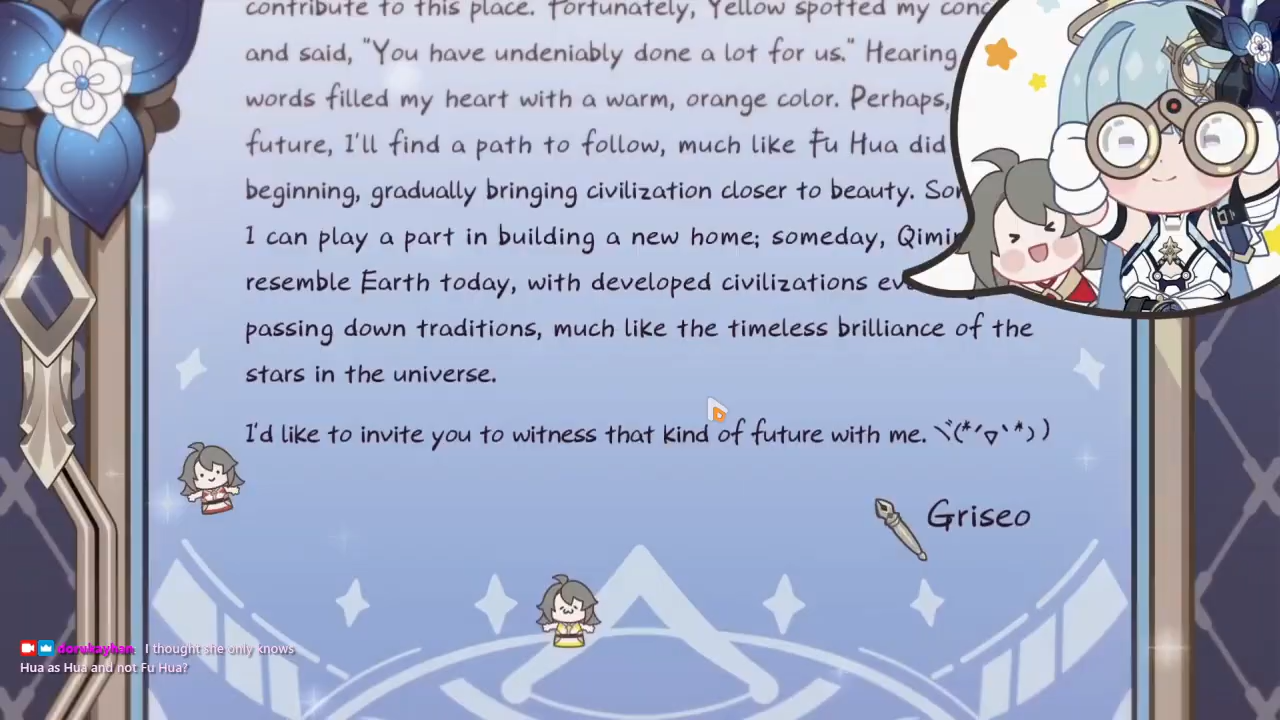 contribute to this place. Fortunately, Yellow spotted my conc
and said, "You have undeniably done a lot for us." Hearing
words filled my heart with a warm, orange color. Perhaps,
future, I'll find a path to follow, much like Fu Hua did
beginning, gradually bringing civilization closer to beauty.
I can play a part in building a new home; someday,
resemble Earth today, with developed civilizations
passing down traditions, much like the timeless brilliance of the
stars in the universe.
I'd like to invite you to witness that kind of future with me. ヾ(*´▽`*))
Griseo
dorukayhan I thought she only knows
Hua as Hua and not Fu Hua?